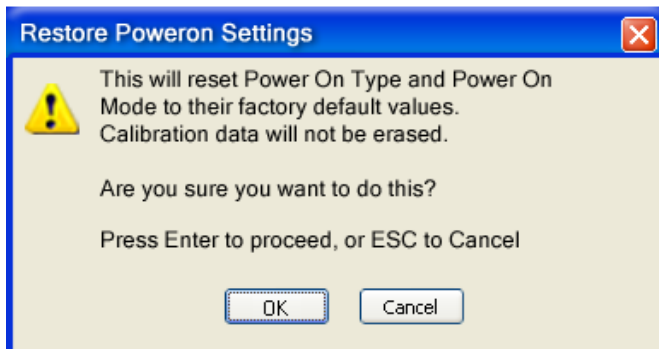 Restore Poweron Settings
This will reset Power On Type and Power On
Mode to their factory default values.
Calibration data will not be erased.
Are you sure you want to do this?
Press Enter to proceed, or ESC to Cancel
OK Cancel